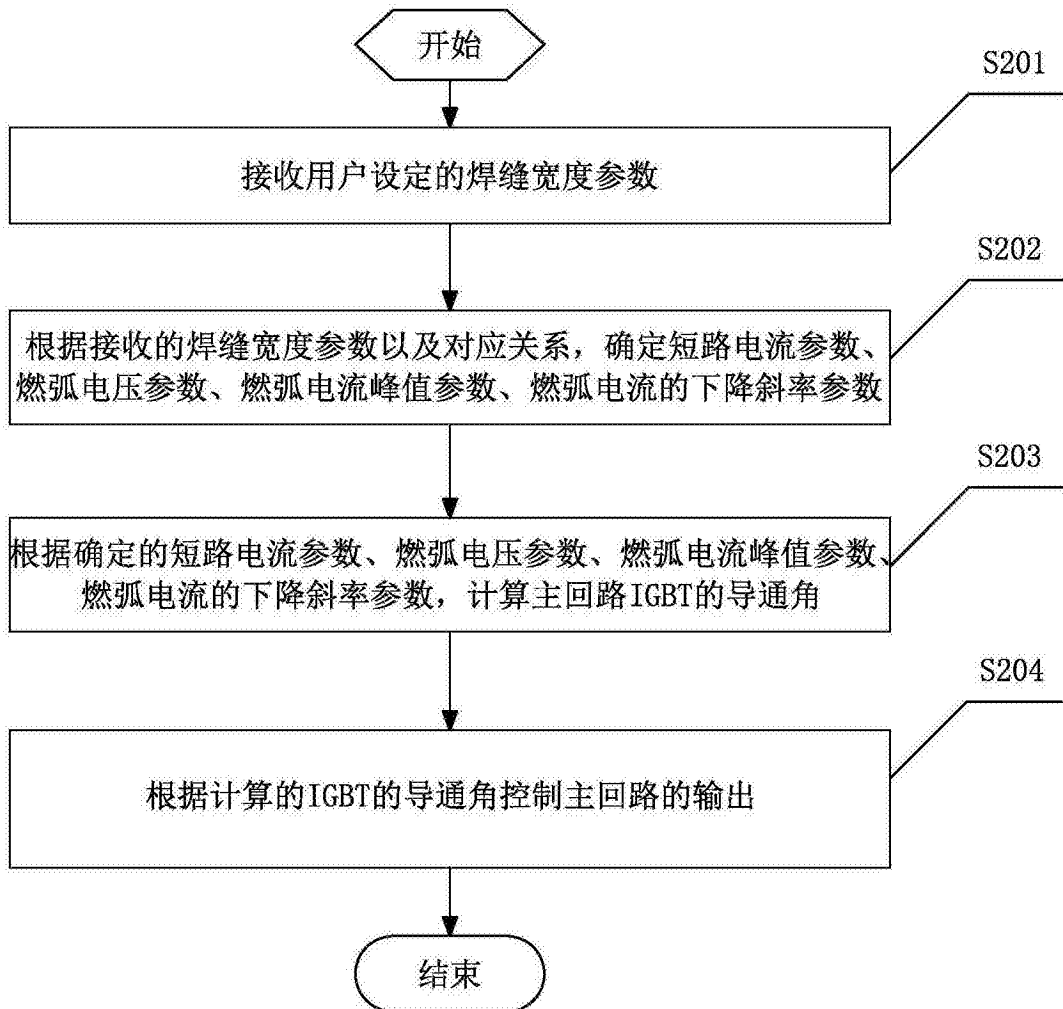 开始
S201
接收用户设定的焊缝宽度参数
S202
根据接收的焊缝宽度参数以及对应关系，确定短路电流参数、
燃弧电压参数、燃弧电流峰值参数、燃弧电流的下降斜率参数
S203
根据确定的短路电流参数、燃弧电压参数、燃弧电流峰值参数、
燃弧电流的下降斜率参数，计算主回路IGBT的导通角
S204
根据计算的IGBT的导通角控制主回路的输出
结束